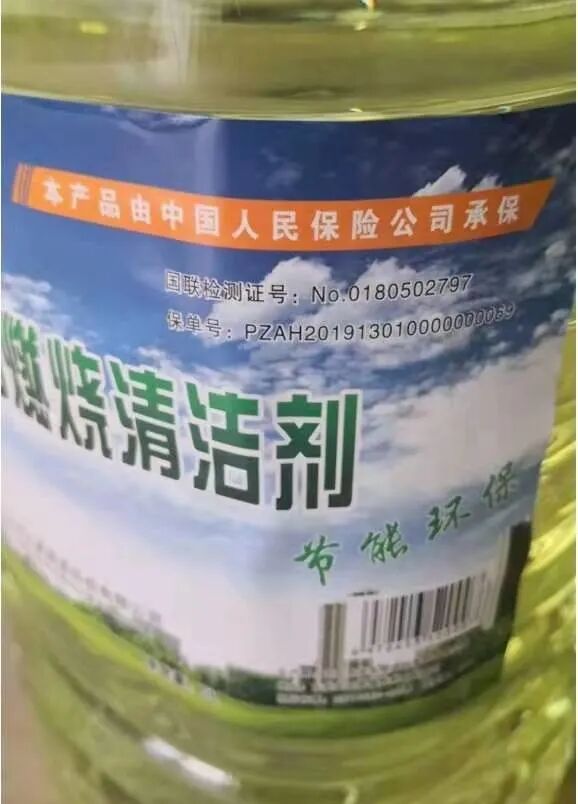 本产品由中国人民保险公司承保
国联检测证号：No.0180502797
保单号：PZAH201913010000000069
燃烧清洁剂
节能环保